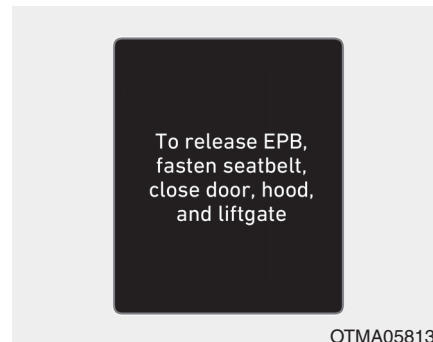 To release EPB,
fasten seatbelt,
close door, hood,
and liftgate
OTMA05813